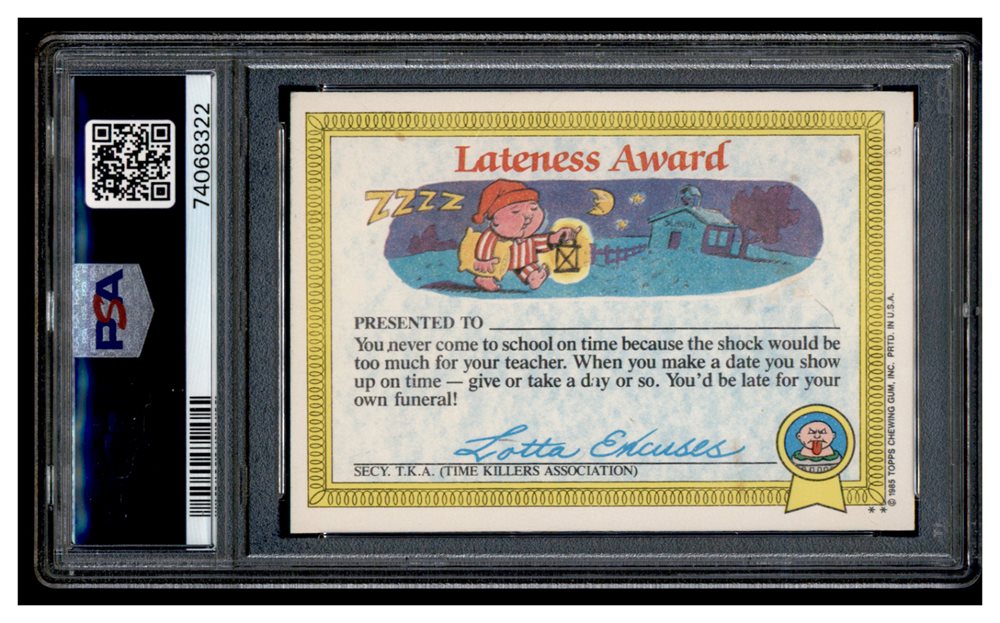 74068322
PSA
Lateness Award
ZZZZ
SCHOOL
PRESENTED TO
You never come to school on time because the shock would be
too much for your teacher. When you make a date you show
up on time — give or take a day or so. You'd be late for your
own funeral!
Lotta Excuses
SECY. T.K.A. (TIME KILLERS ASSOCIATION)
** © 1985 TOPPS CHEWING GUM, INC. PRTD. IN U.S.A.